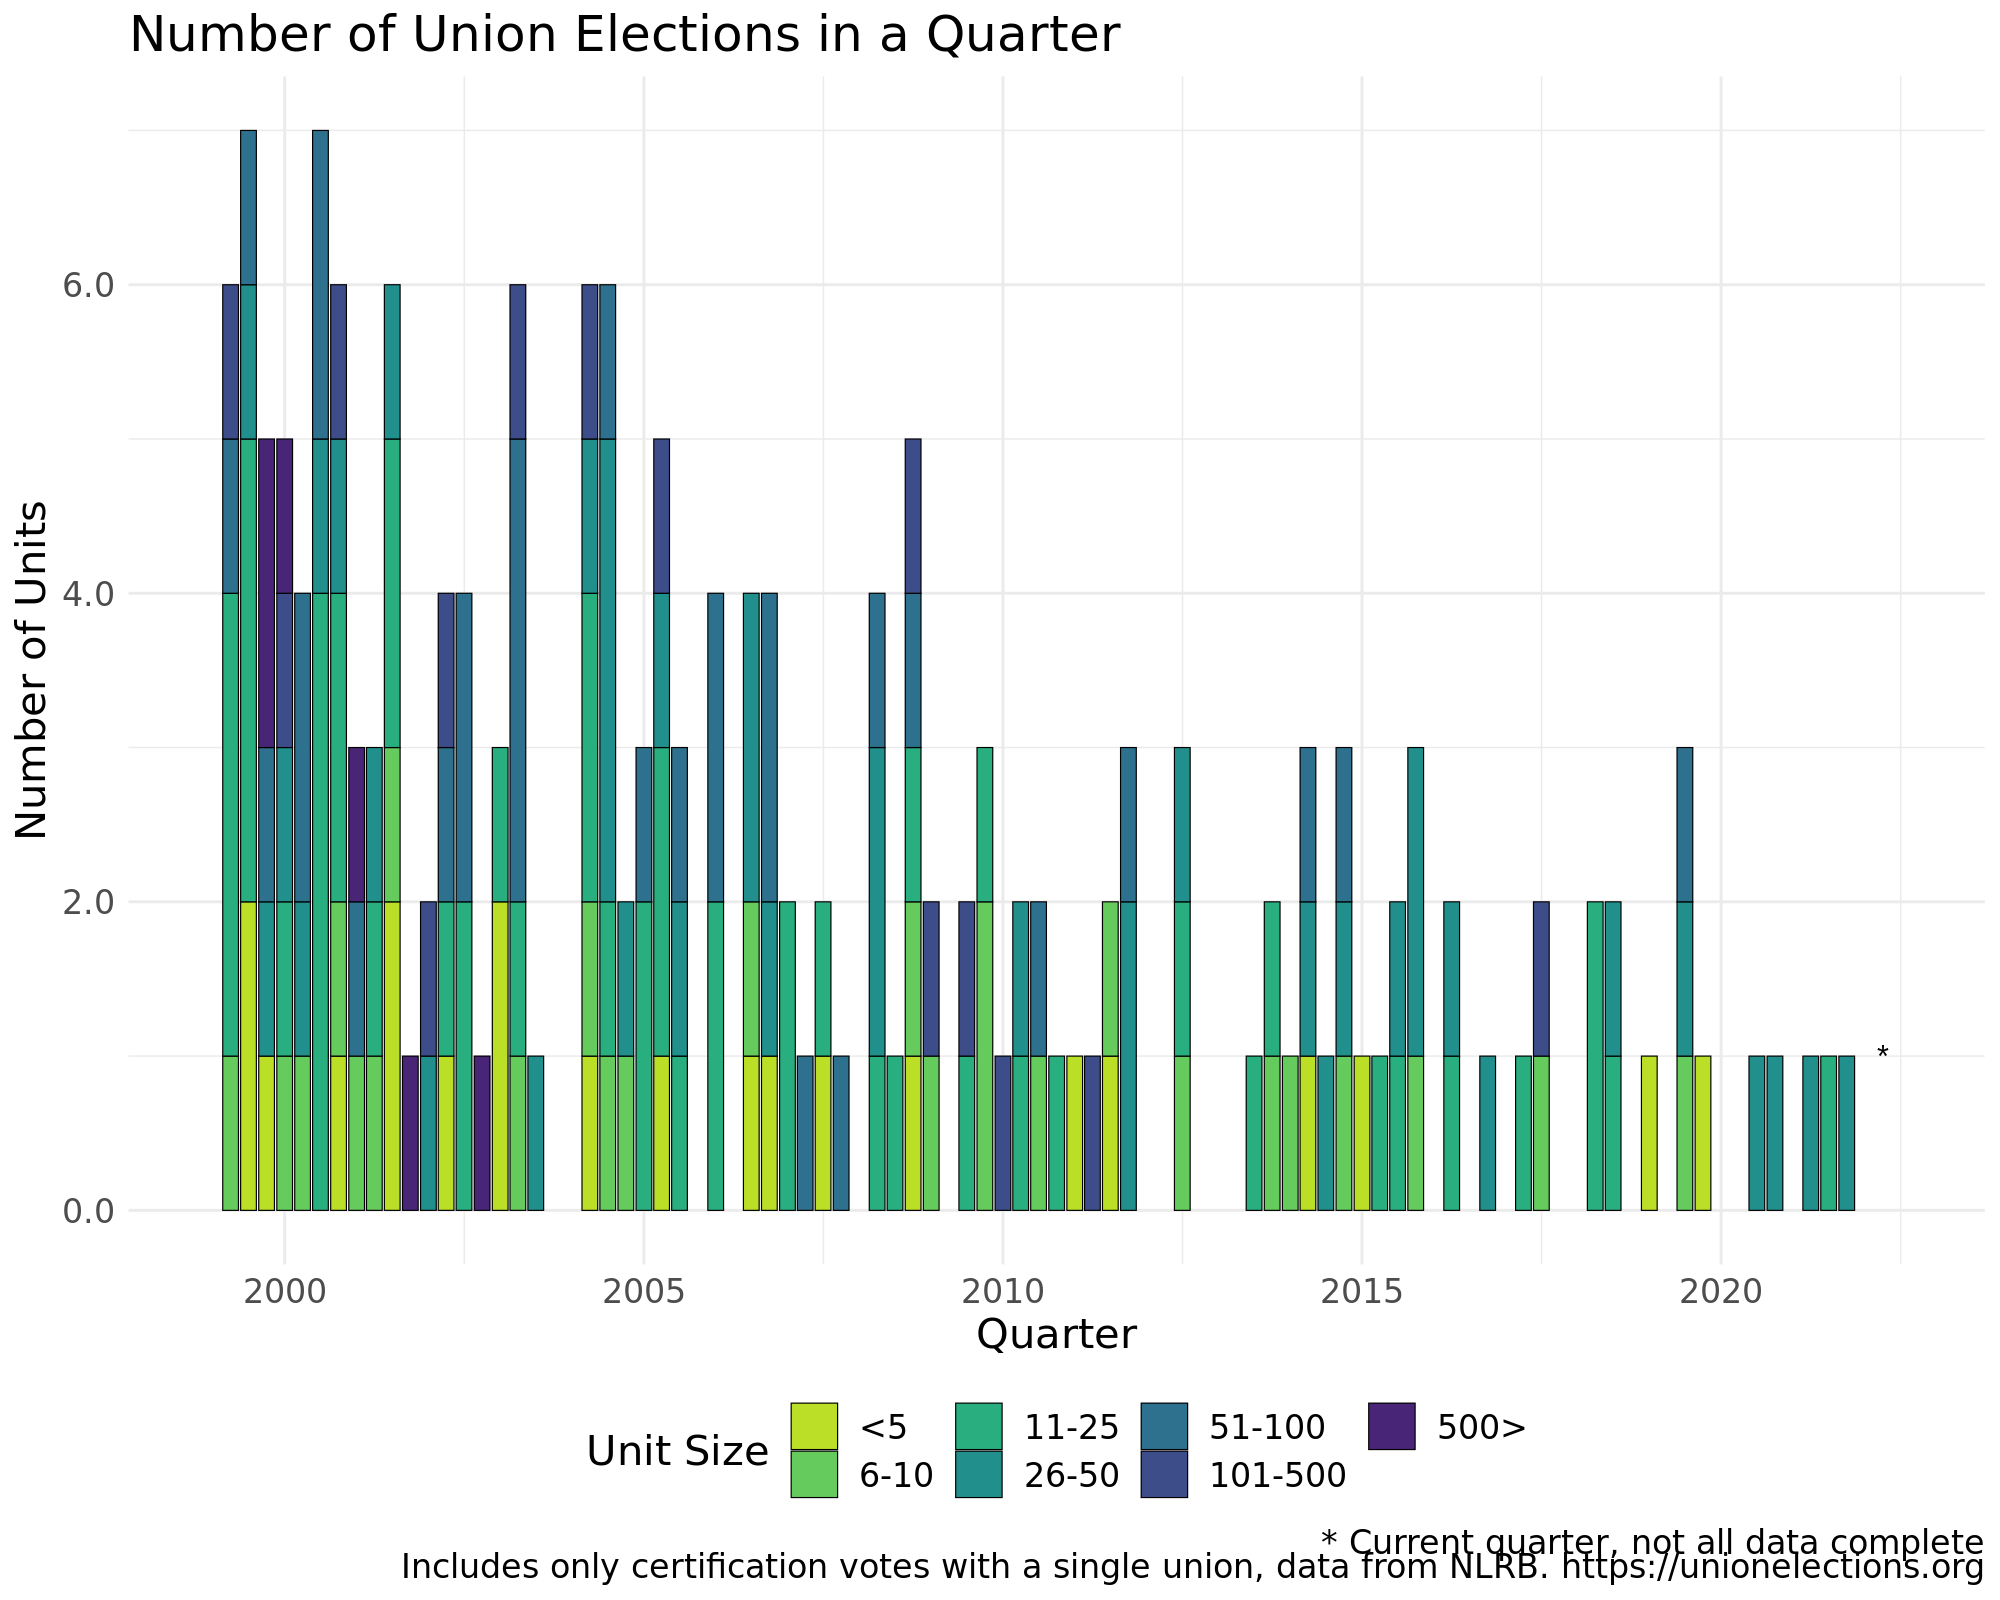 Number of Union Elections in a Quarter
Number of Units
6.0
4.0
2.0
0.0
*
2000 2005 2010 2015 2020
Quarter
Unit Size
<5 11-25 51-100 500>
6-10 26-50 101-500
* Current quarter, not all data complete
Includes only certification votes with a single union, data from NLRB. https://unionelections.org